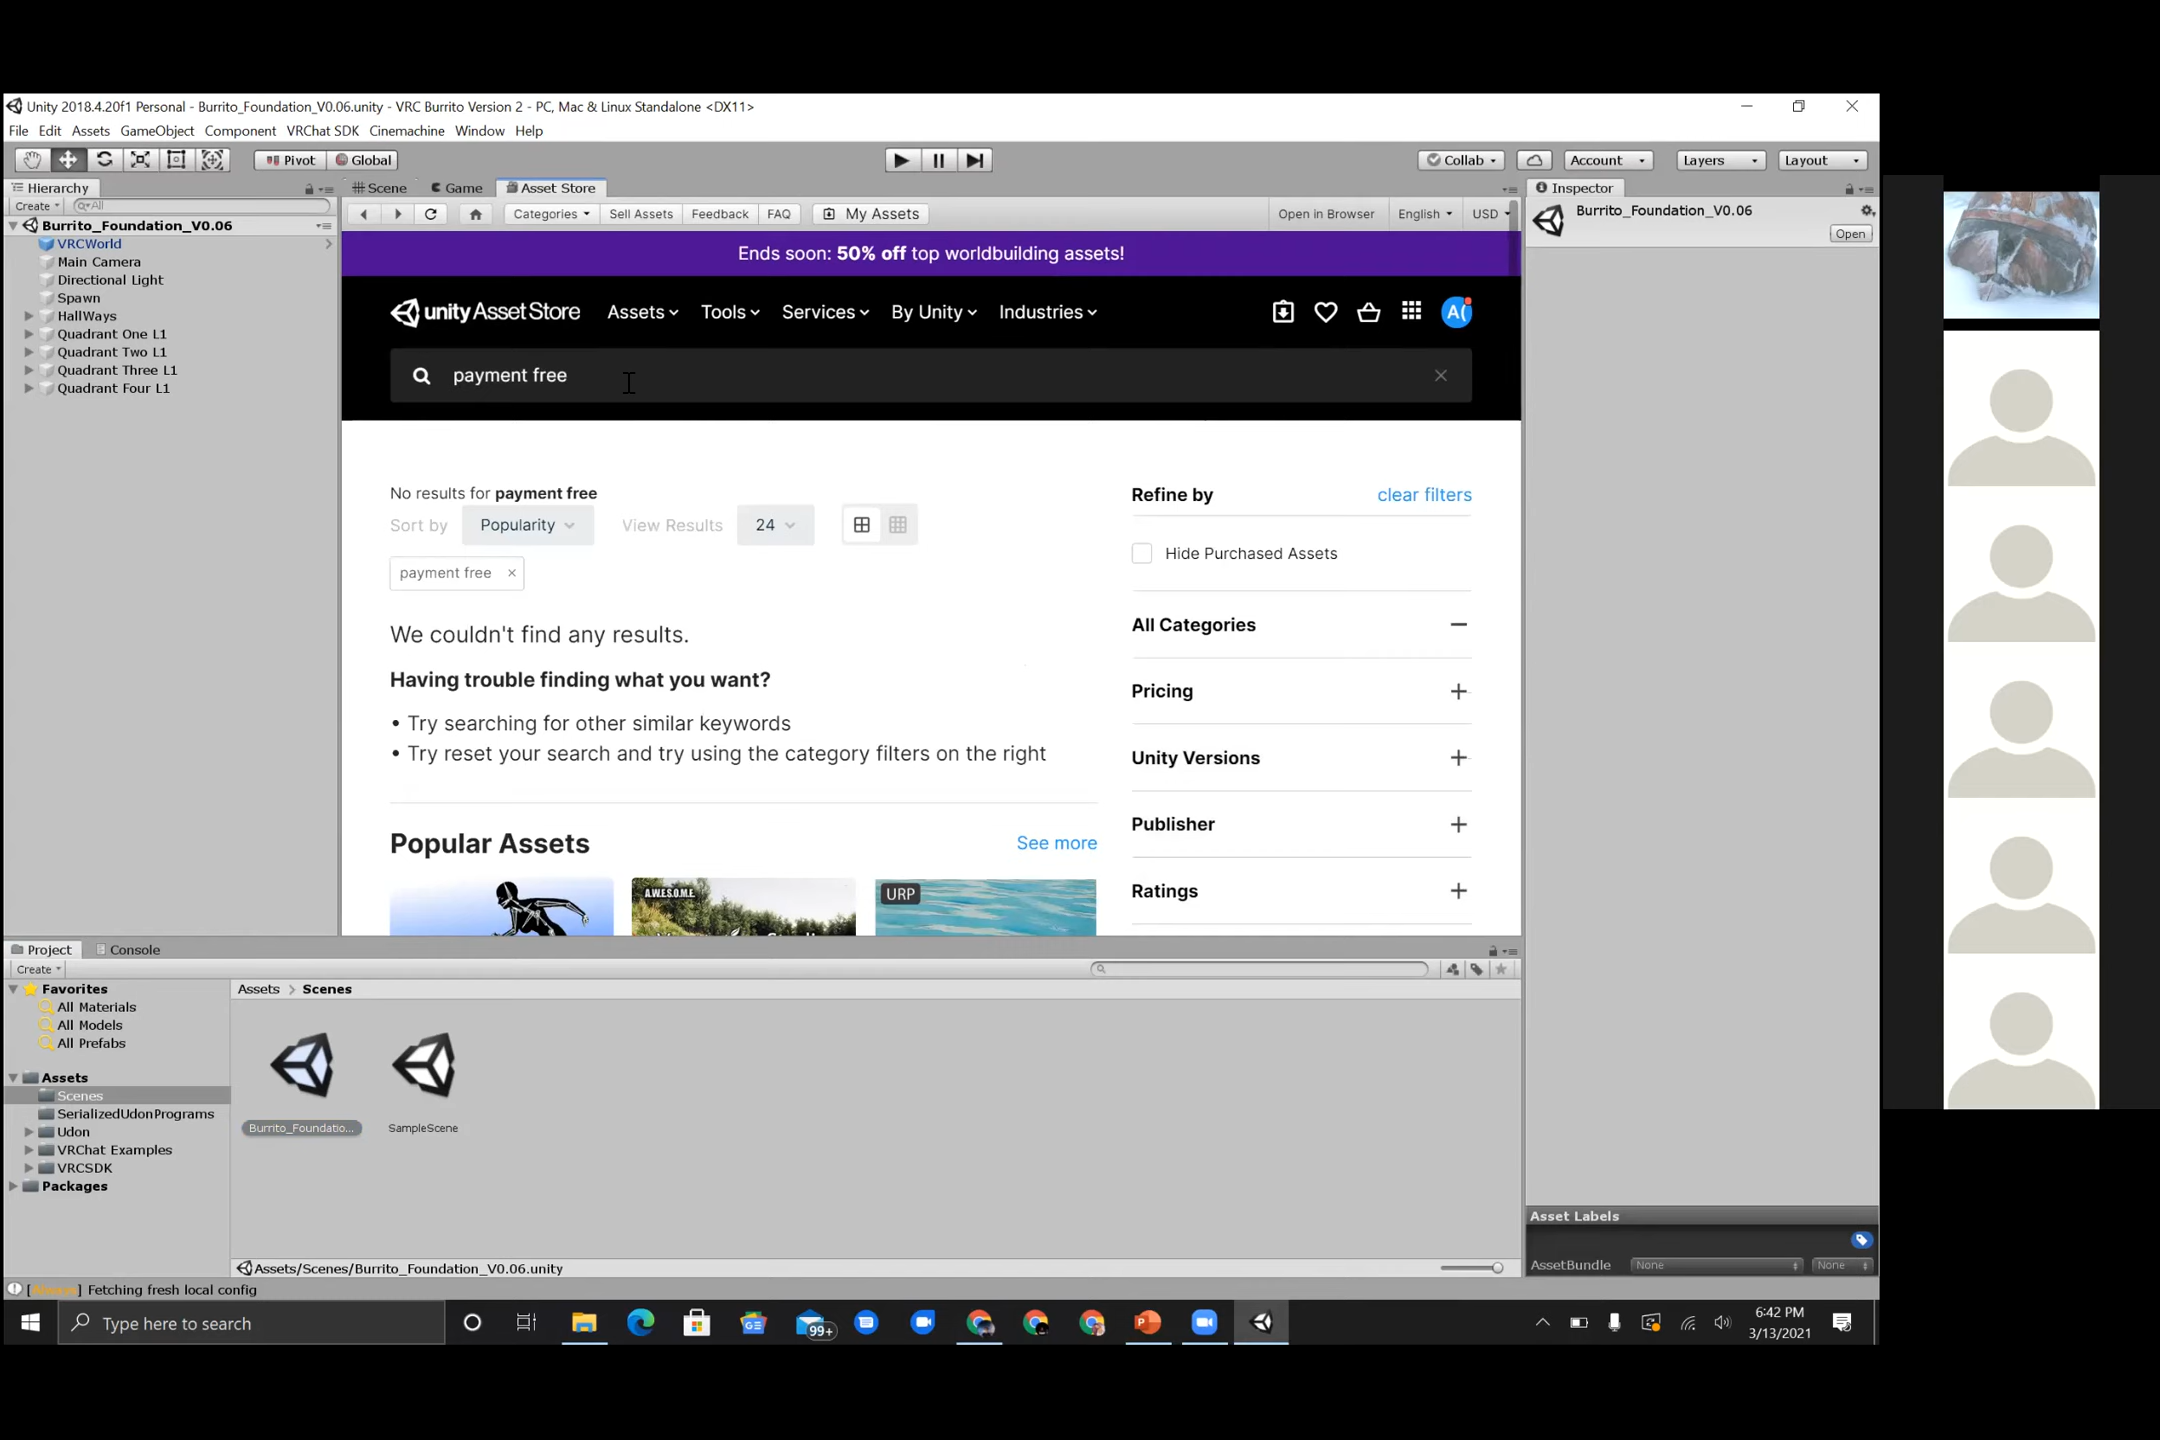 Unity 2018.4.20f1 Personal - Burrito_Foundation_V0.06.unity - VRC Burrito Version 2 - PC, Mac & Linux Standalone <DX11>
File Edit Assets GameObject Component VRChat SDK Cinemachine Window Help
Pivot Global Collab Account Layers Layout
Hierarchy Scene Game Asset Store Inspector
Create All
Categories Sell Assets Feedback FAQ My Assets Open in Browser English USD
Burrito_Foundation_V0.06
Open
Burrito_Foundation_V0.06
VRCWorld
Main Camera
Directional Light
Spawn
HallWays
Quadrant One L1
Quadrant Two L1
Quadrant Three L1
Quadrant Four L1
Ends soon: 50% off top worldbuilding assets!
unity Asset Store Assets Tools Services By Unity Industries A(
payment free
No results for payment free
Sort by Popularity View Results 24
payment free ×
We couldn't find any results.
Having trouble finding what you want?
• Try searching for other similar keywords
• Try reset your search and try using the category filters on the right
Popular Assets See more
A.W.E.S.O.M.E.
URP
Refine by clear filters
Hide Purchased Assets
All Categories
Pricing
Unity Versions
Publisher
Ratings
Project Console
Create
Favorites
All Materials
All Models
All Prefabs
Assets
Scenes
SerializedUdonPrograms
Udon
VRChat Examples
VRCSDK
Packages
Assets > Scenes
Burrito_Foundatio...
SampleScene
Assets/Scenes/Burrito_Foundation_V0.06.unity
Asset Labels
AssetBundle None None
Fetching fresh local config
Type here to search
99+
6:42 PM
3/13/2021